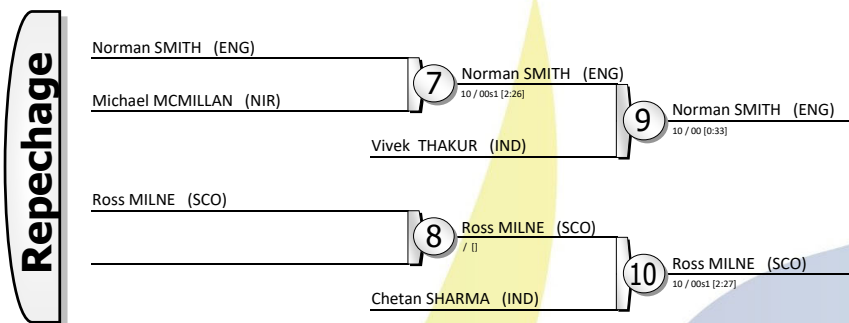 Repechage
Norman SMITH (ENG)
Michael MCMILLAN (NIR)
7
Norman SMITH (ENG)
10 / 00s1 [2:26]
Vivek THAKUR (IND)
9
Norman SMITH (ENG)
10 / 00 [0:33]
Ross MILNE (SCO)
8
Ross MILNE (SCO)
/ []
Chetan SHARMA (IND)
10
Ross MILNE (SCO)
10 / 00s1 [2:27]